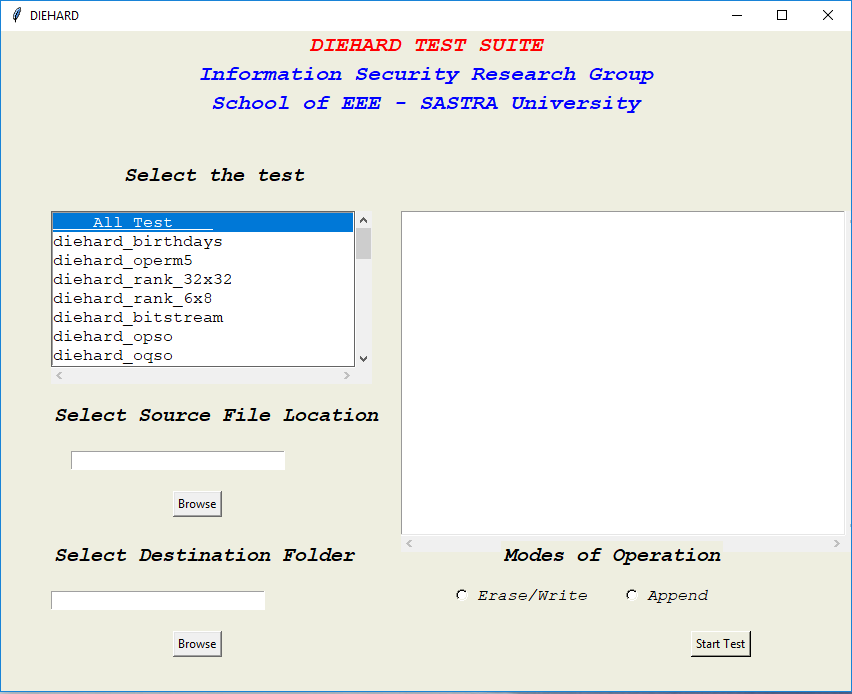 DIEHARD
DIEHARD TEST SUITE
Information Security Research Group
School of EEE - SASTRA University
Select the test
All Test
diehard_birthdays
diehard_operm5
diehard_rank_32x32
diehard_rank_6x8
diehard_bitstream
diehard_opso
diehard_oqso
Select Source File Location
Browse
Select Destination Folder
Browse
Modes of Operation
Erase/Write
Append
Start Test